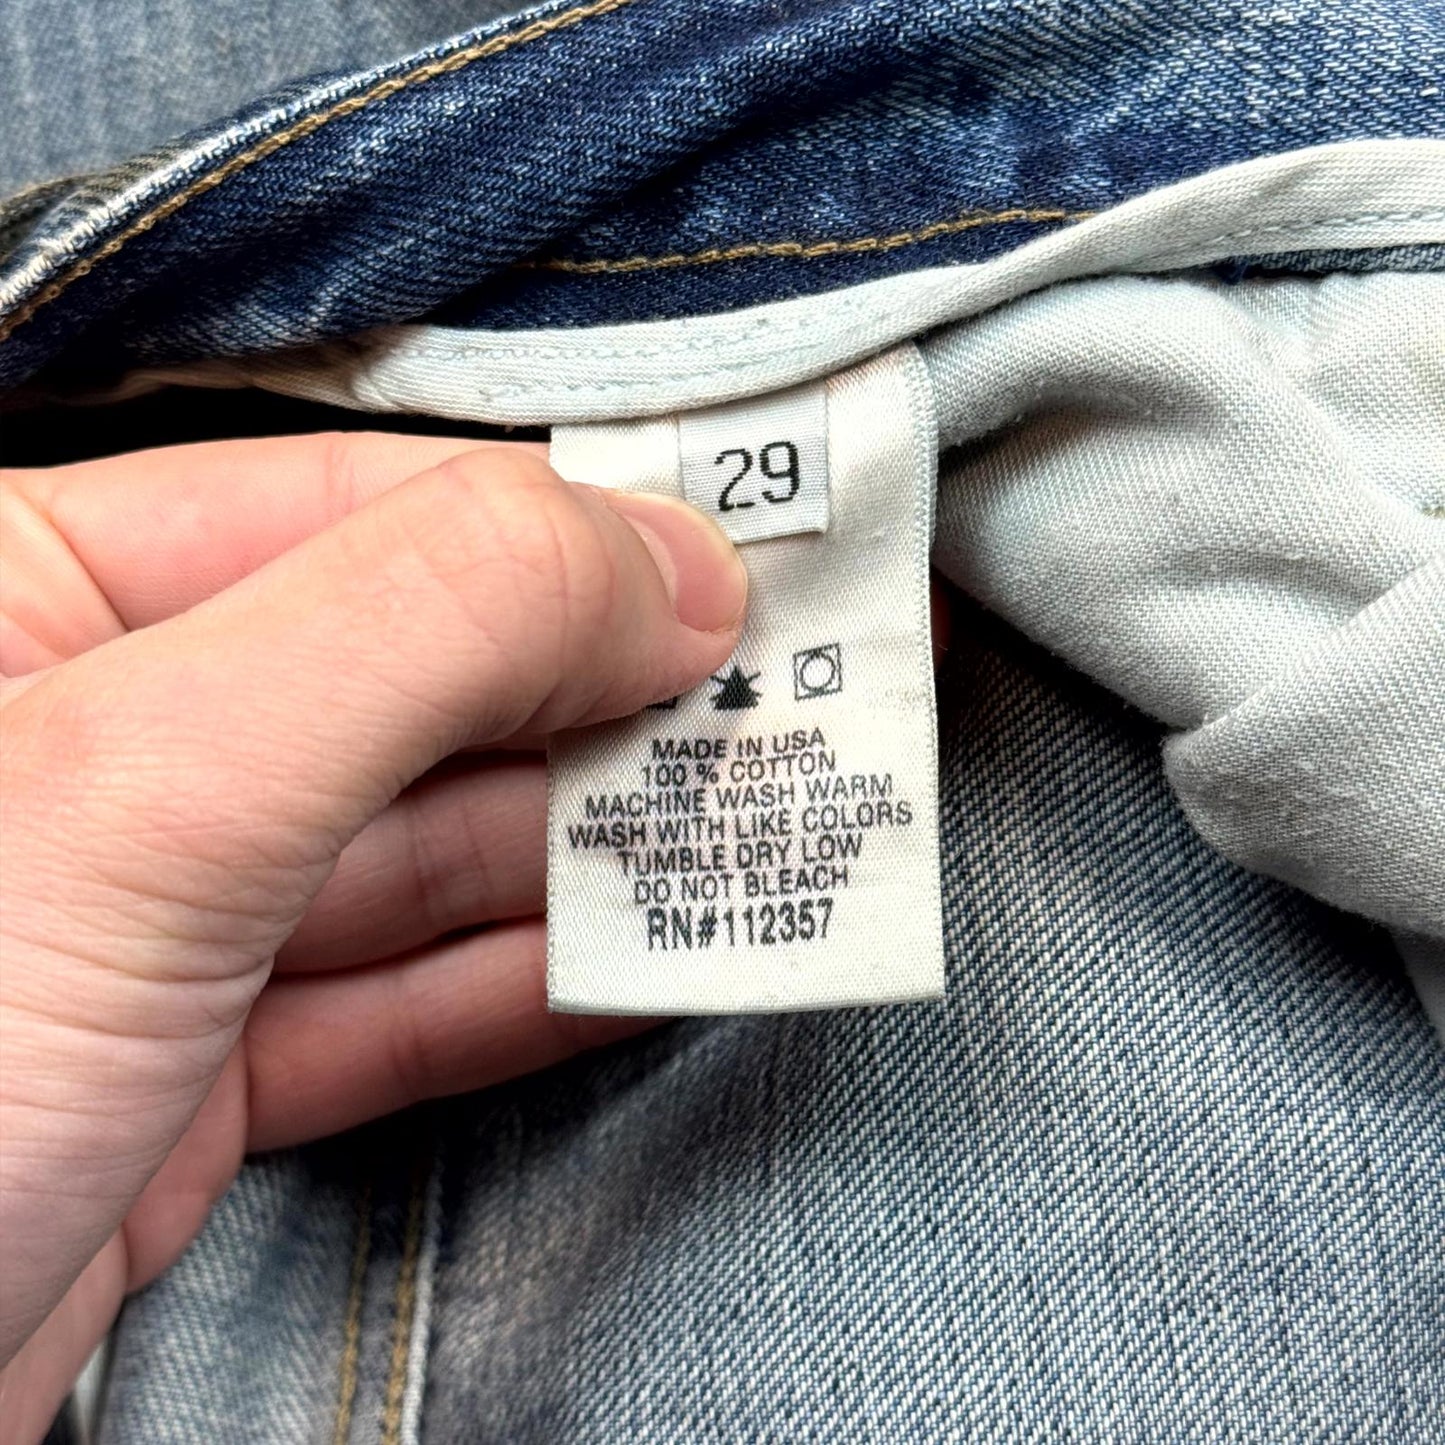 29
MADE IN USA
100 % COTTON
MACHINE WASH WARM
WASH WITH LIKE COLORS
TUMBLE DRY LOW
DO NOT BLEACH
RN#112357